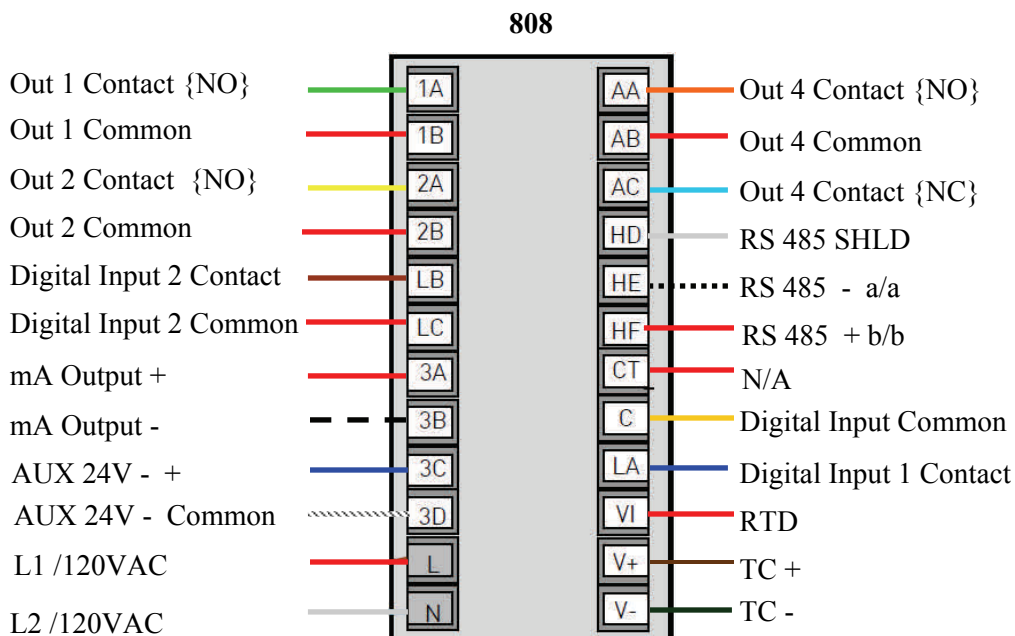 808
Out 1 Contact {NO} 1A AA Out 4 Contact {NO}
Out 1 Common 1B AB Out 4 Common
Out 2 Contact {NO} 2A AC Out 4 Contact {NC}
Out 2 Common 2B HD RS 485 SHLD
Digital Input 2 Contact LB HE RS 485 - a/a
Digital Input 2 Common LC HF RS 485 + b/b
mA Output + 3A CT N/A
mA Output - 3B C Digital Input Common
AUX 24V - + 3C LA Digital Input 1 Contact
AUX 24V - Common 3D VI RTD
L1 /120VAC L V+ TC +
L2 /120VAC N V- TC -